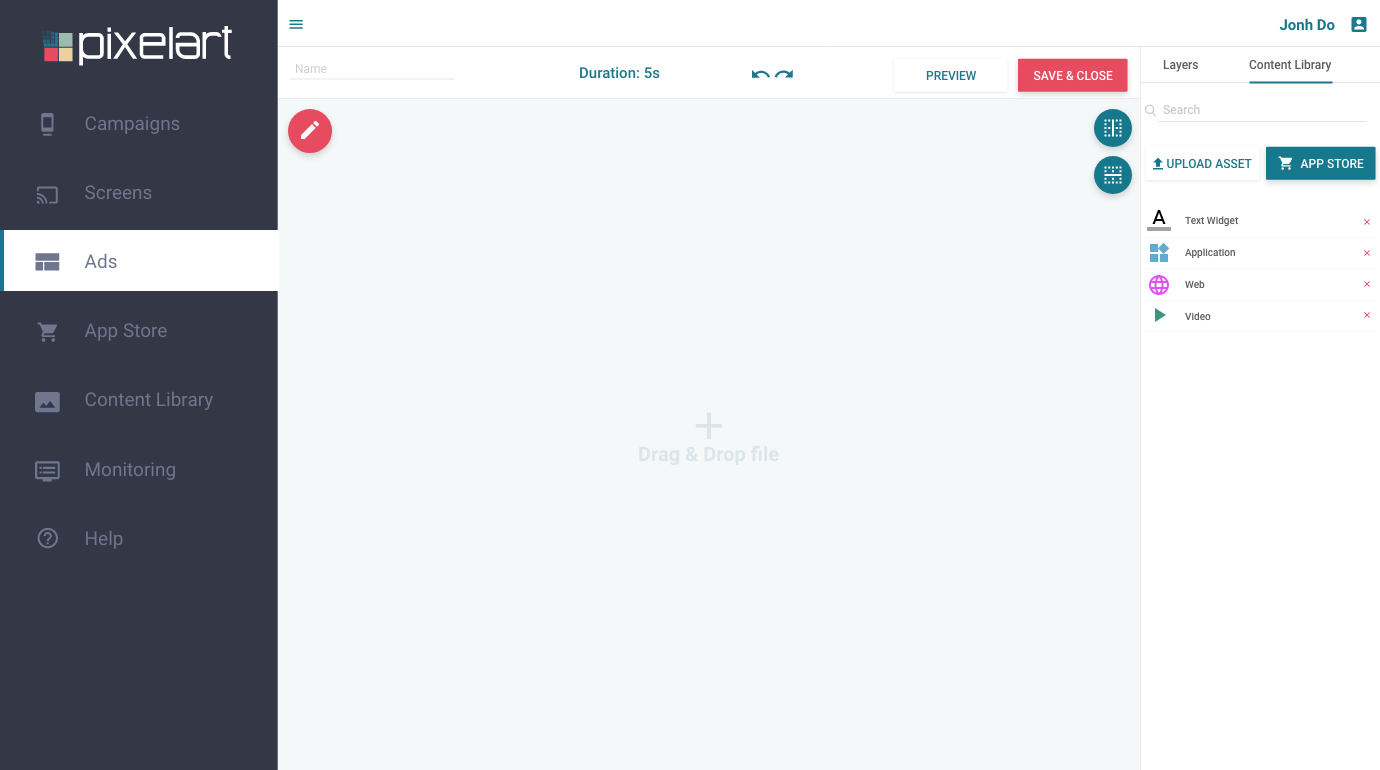 pixelart
Jonh Do
Campaigns
Screens
Ads
App Store
Content Library
Monitoring
Help
Name
Duration: 5s
PREVIEW
SAVE & CLOSE
Drag & Drop file
Layers
Content Library
Search
UPLOAD ASSET
APP STORE
A
Text Widget
Application
Web
Video